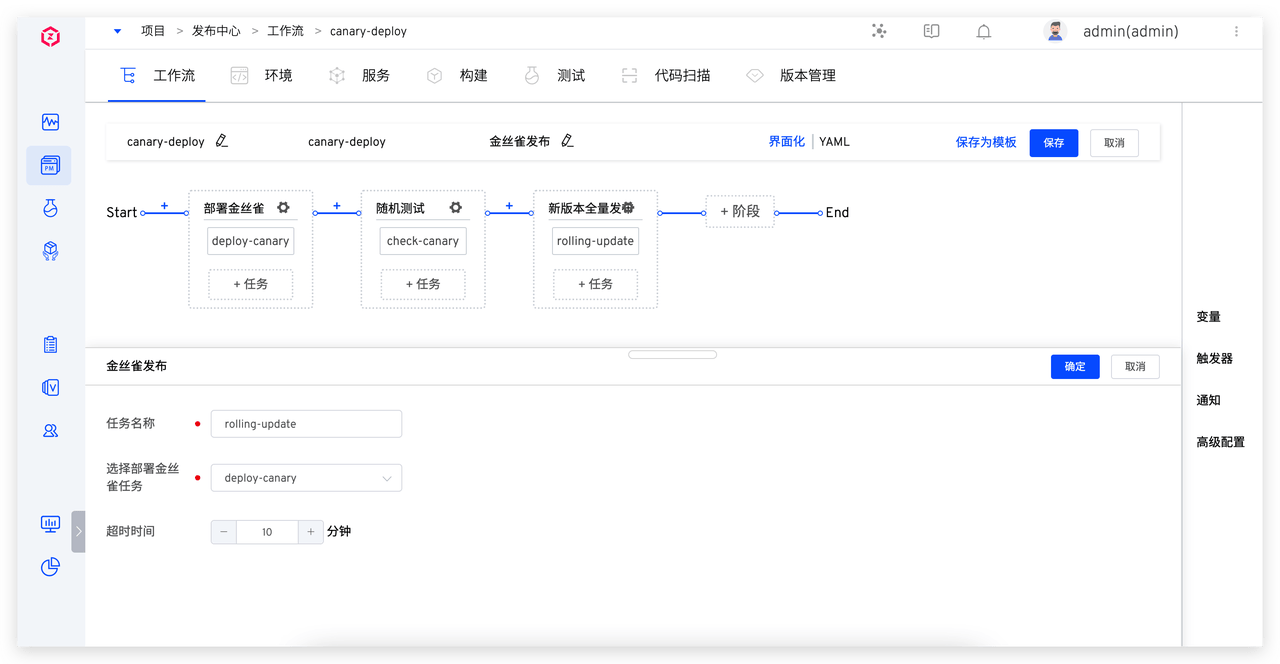 项目 > 发布中心 > 工作流 > canary-deploy
admin(admin)
工作流 环境 服务 构建 测试 代码扫描 版本管理
canary-deploy canary-deploy 金丝雀发布 界面化 | YAML 保存为模板 保存 取消
Start + 部署金丝雀 + 随机测试 + 新版本全量发 + 阶段 End
deploy-canary check-canary rolling-update
+ 任务 + 任务 + 任务
变量
触发器
通知
高级配置
金丝雀发布 确定 取消
任务名称 rolling-update
选择部署金丝
雀任务 deploy-canary
超时时间 − 10 + 分钟
PM
V